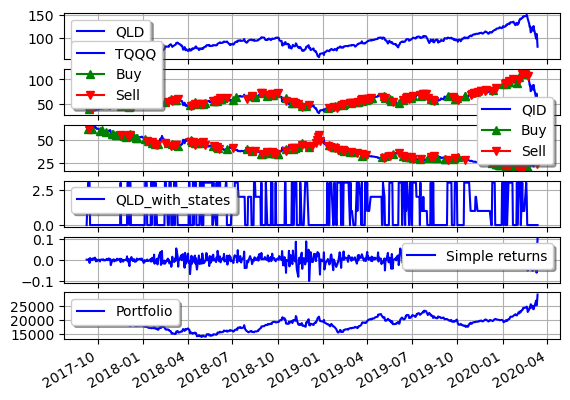 150
100
QLD
TQQQ
Buy
Sell
100
50
QID
Buy
Sell
50
25
2.5
0.0
QLD_with_states
0.1
0.0
−0.1
Simple returns
25000
20000
15000
Portfolio
2017-10
2018-01
2018-04
2018-07
2018-10
2019-01
2019-04
2019-07
2019-10
2020-01
2020-04